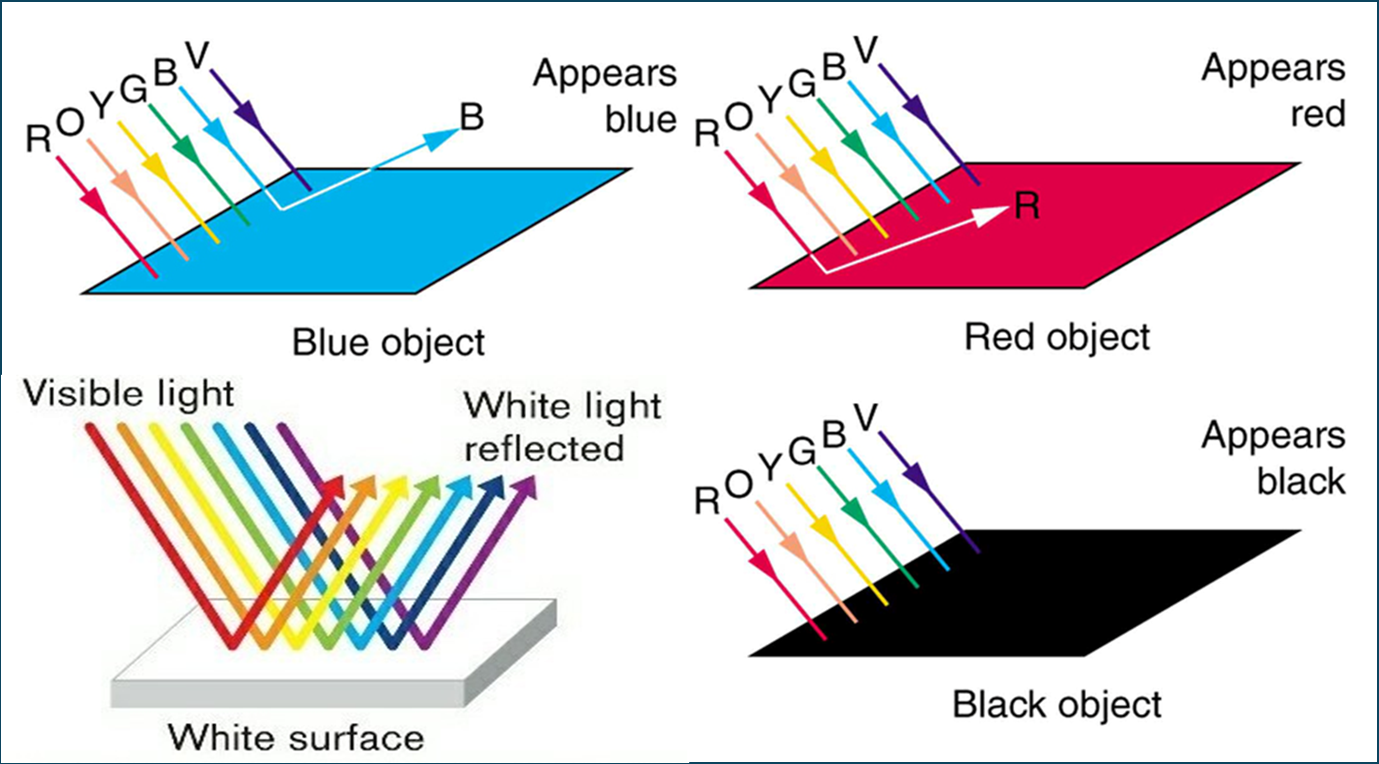 R O Y G B V
B
Appears
blue
Blue object
R O Y G B V
R
Appears
red
Red object
Visible light
White light
reflected
White surface
R O Y G B V
Appears
black
Black object